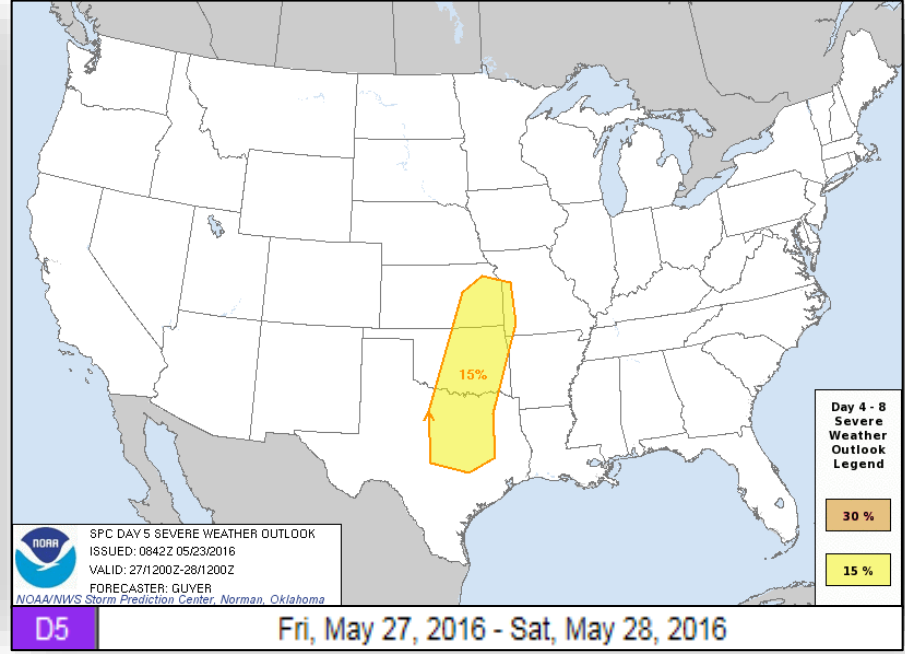 15%
Day 4 - 8
Severe
Weather
Outlook
Legend
30 %
15 %
NOAA
SPC DAY 5 SEVERE WEATHER OUTLOOK
ISSUED: 0842Z 05/23/2016
VALID: 27/1200Z-28/1200Z
FORECASTER: GUYER
NOAA/NWS Storm Prediction Center, Norman, Oklahoma
D5
Fri, May 27, 2016 - Sat, May 28, 2016